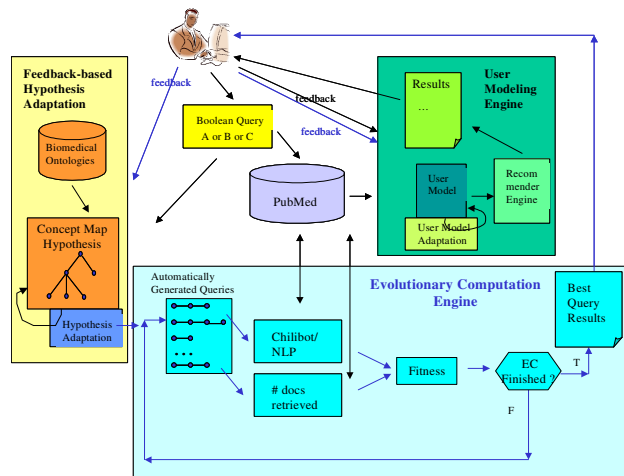 Feedback-based
Hypothesis
Adaptation
feedback
feedback
feedback
Boolean Query
A or B or C
User
Modeling
Engine
Results
...
Biomedical
Ontologies
PubMed
User
Model
Recom
mender
Engine
User Model
Adaptation
Concept Map
Hypothesis
Hypothesis
Adaptation
Automatically
Generated Queries
Evolutionary Computation
Engine
Best
Query
Results
...
Chilibot/
NLP
# docs
retrieved
Fitness
EC
Finished ?
T
F